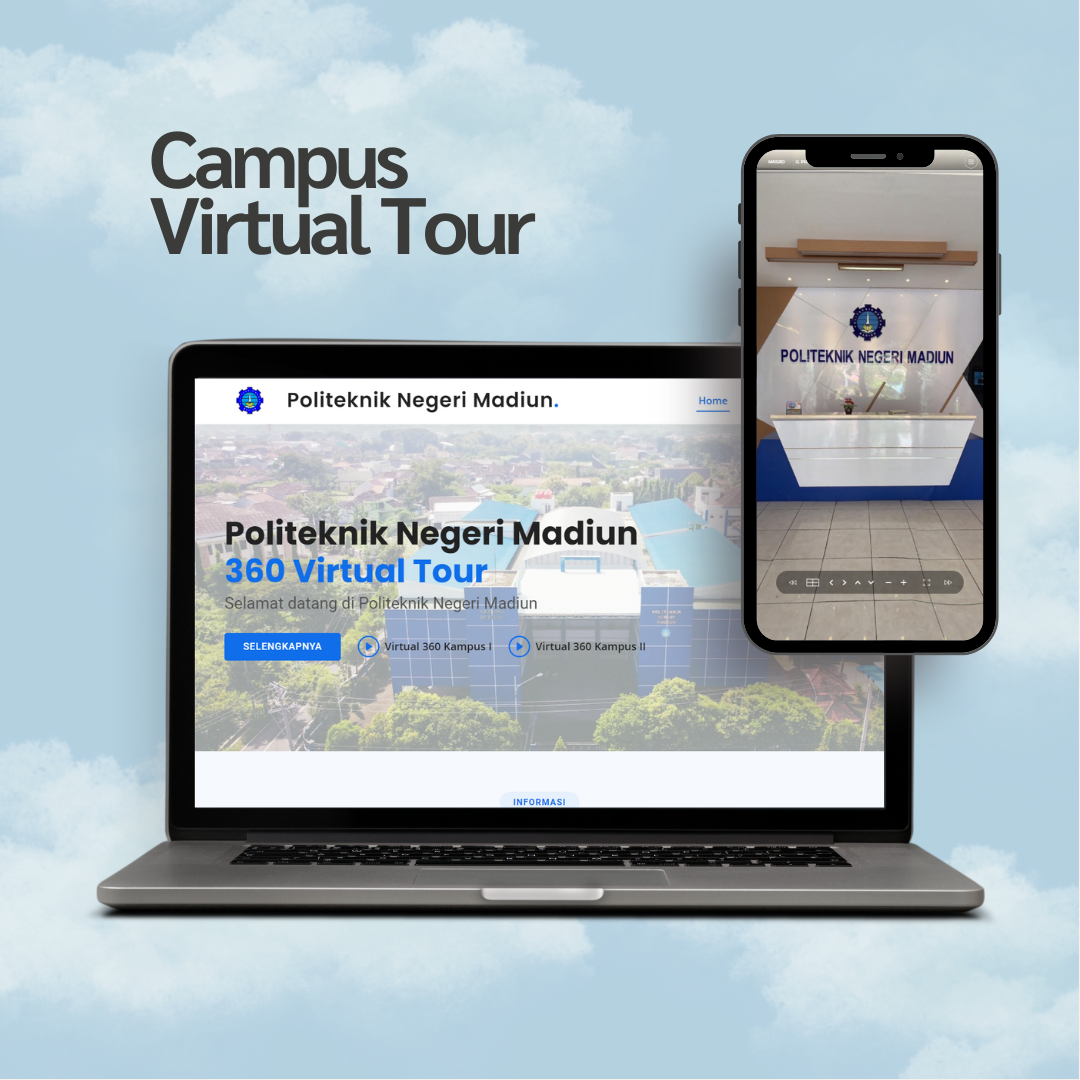 Campus
Virtual Tour
Politeknik Negeri Madiun.
Home
Politeknik Negeri Madiun
360 Virtual Tour
Selamat datang di Politeknik Negeri Madiun
SELENGKAPNYA
Virtual 360 Kampus I
Virtual 360 Kampus II
INFORMASI
POLITEKNIK NEGERI MADIUN